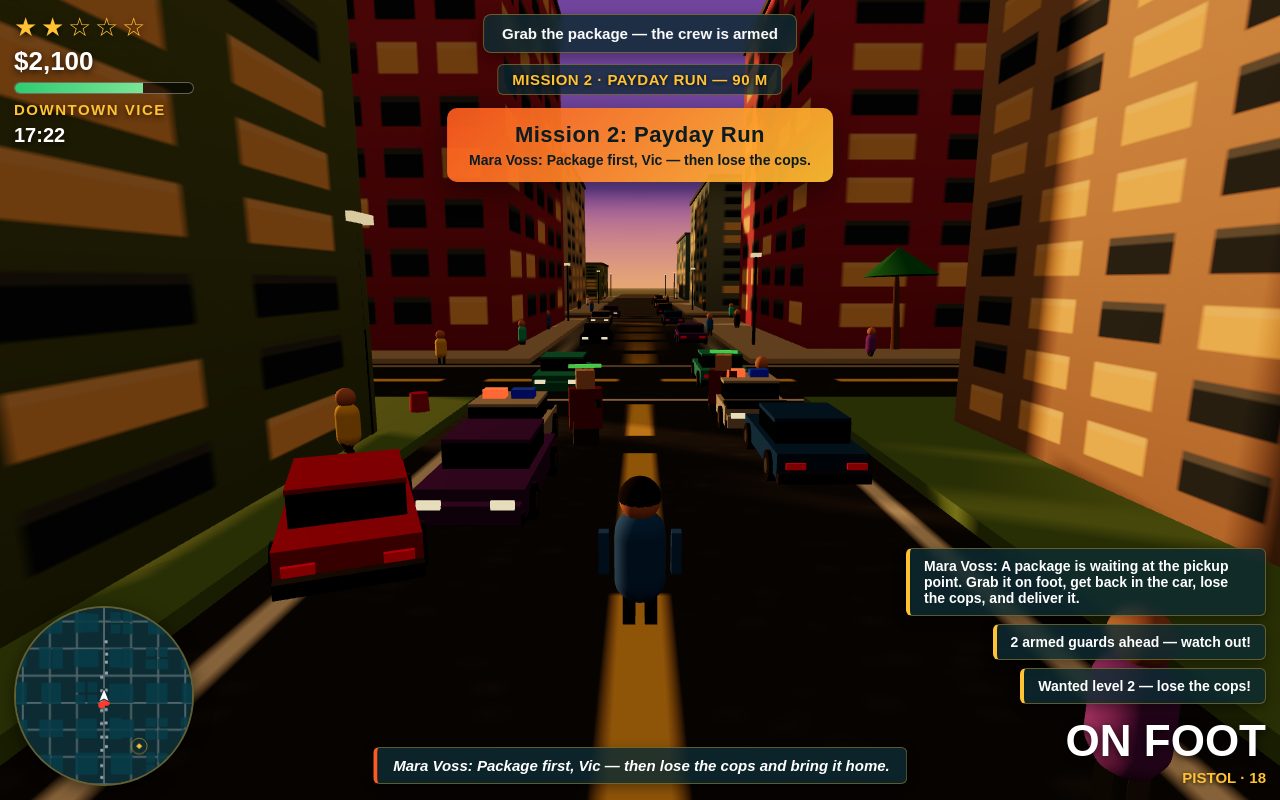 ★★☆☆☆
$2,100
DOWNTOWN VICE
17:22
Grab the package — the crew is armed
MISSION 2 · PAYDAY RUN — 90 M
Mission 2: Payday Run
Mara Voss: Package first, Vic — then lose the cops.
Mara Voss: A package is waiting at the pickup
point. Grab it on foot, get back in the car, lose
the cops, and deliver it.
2 armed guards ahead — watch out!
Wanted level 2 — lose the cops!
ON FOOT
PISTOL · 18
Mara Voss: Package first, Vic — then lose the cops and bring it home.